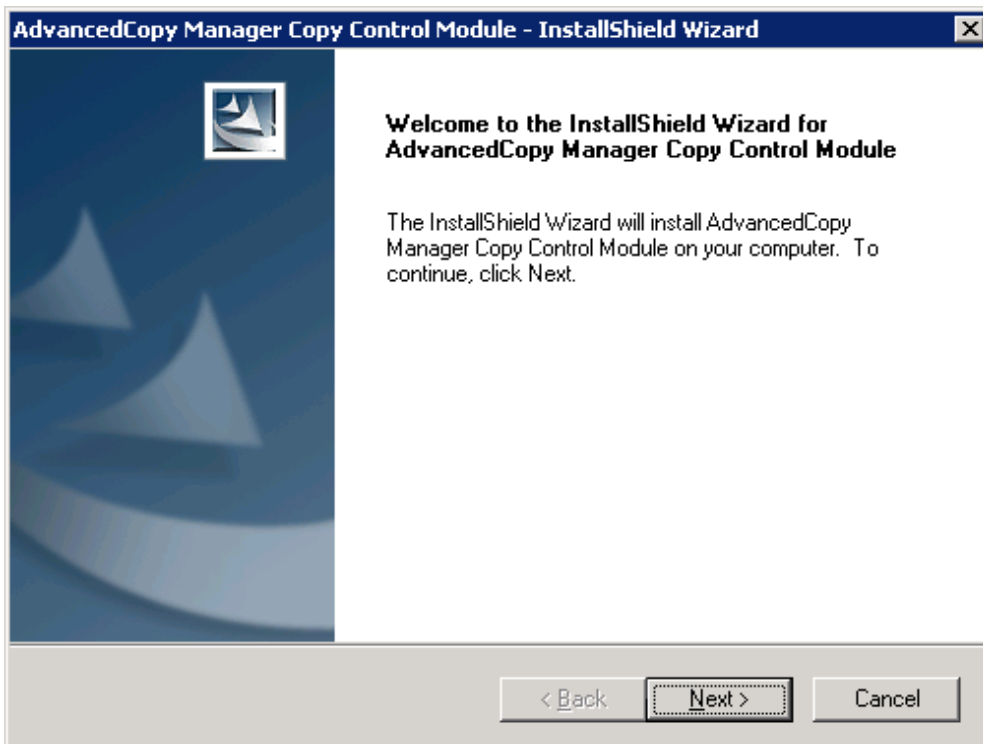 AdvancedCopy Manager Copy Control Module - InstallShield Wizard
Welcome to the InstallShield Wizard for
AdvancedCopy Manager Copy Control Module
The InstallShield Wizard will install AdvancedCopy
Manager Copy Control Module on your computer. To
continue, click Next.
< Back
Next >
Cancel